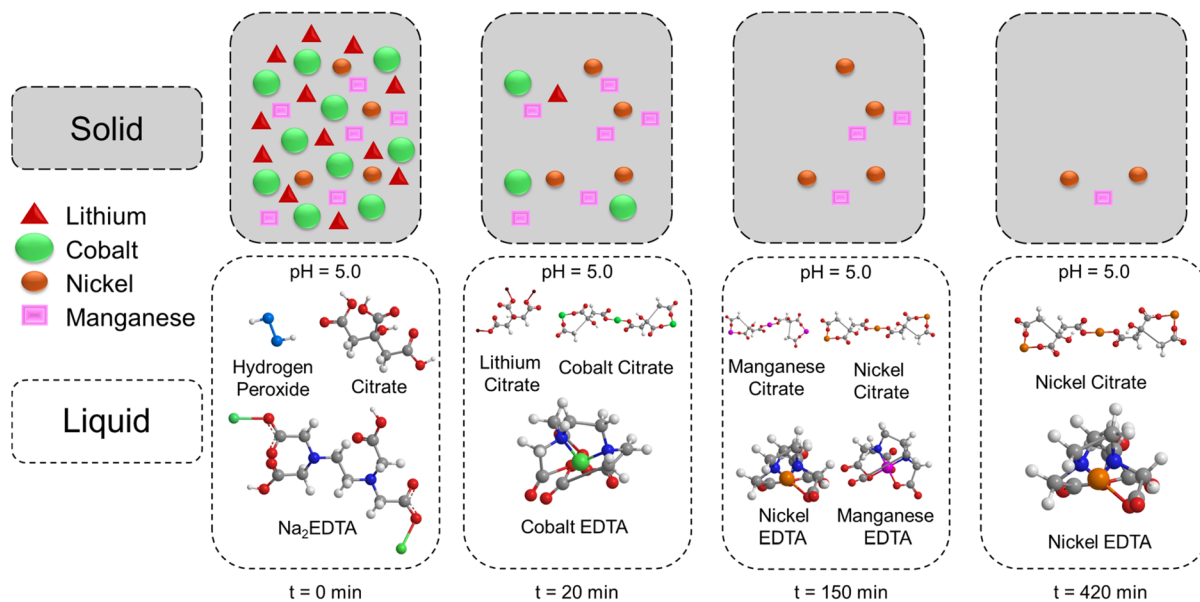 Solid
Lithium
Cobalt
Nickel
Manganese
Liquid
pH = 5.0
Hydrogen
Peroxide
Citrate
Na₂EDTA
t = 0 min
pH = 5.0
Lithium
Citrate
Cobalt Citrate
Cobalt EDTA
t = 20 min
pH = 5.0
Manganese
Citrate
Nickel
Citrate
Nickel
EDTA
Manganese
EDTA
t = 150 min
pH = 5.0
Nickel Citrate
Nickel EDTA
t = 420 min